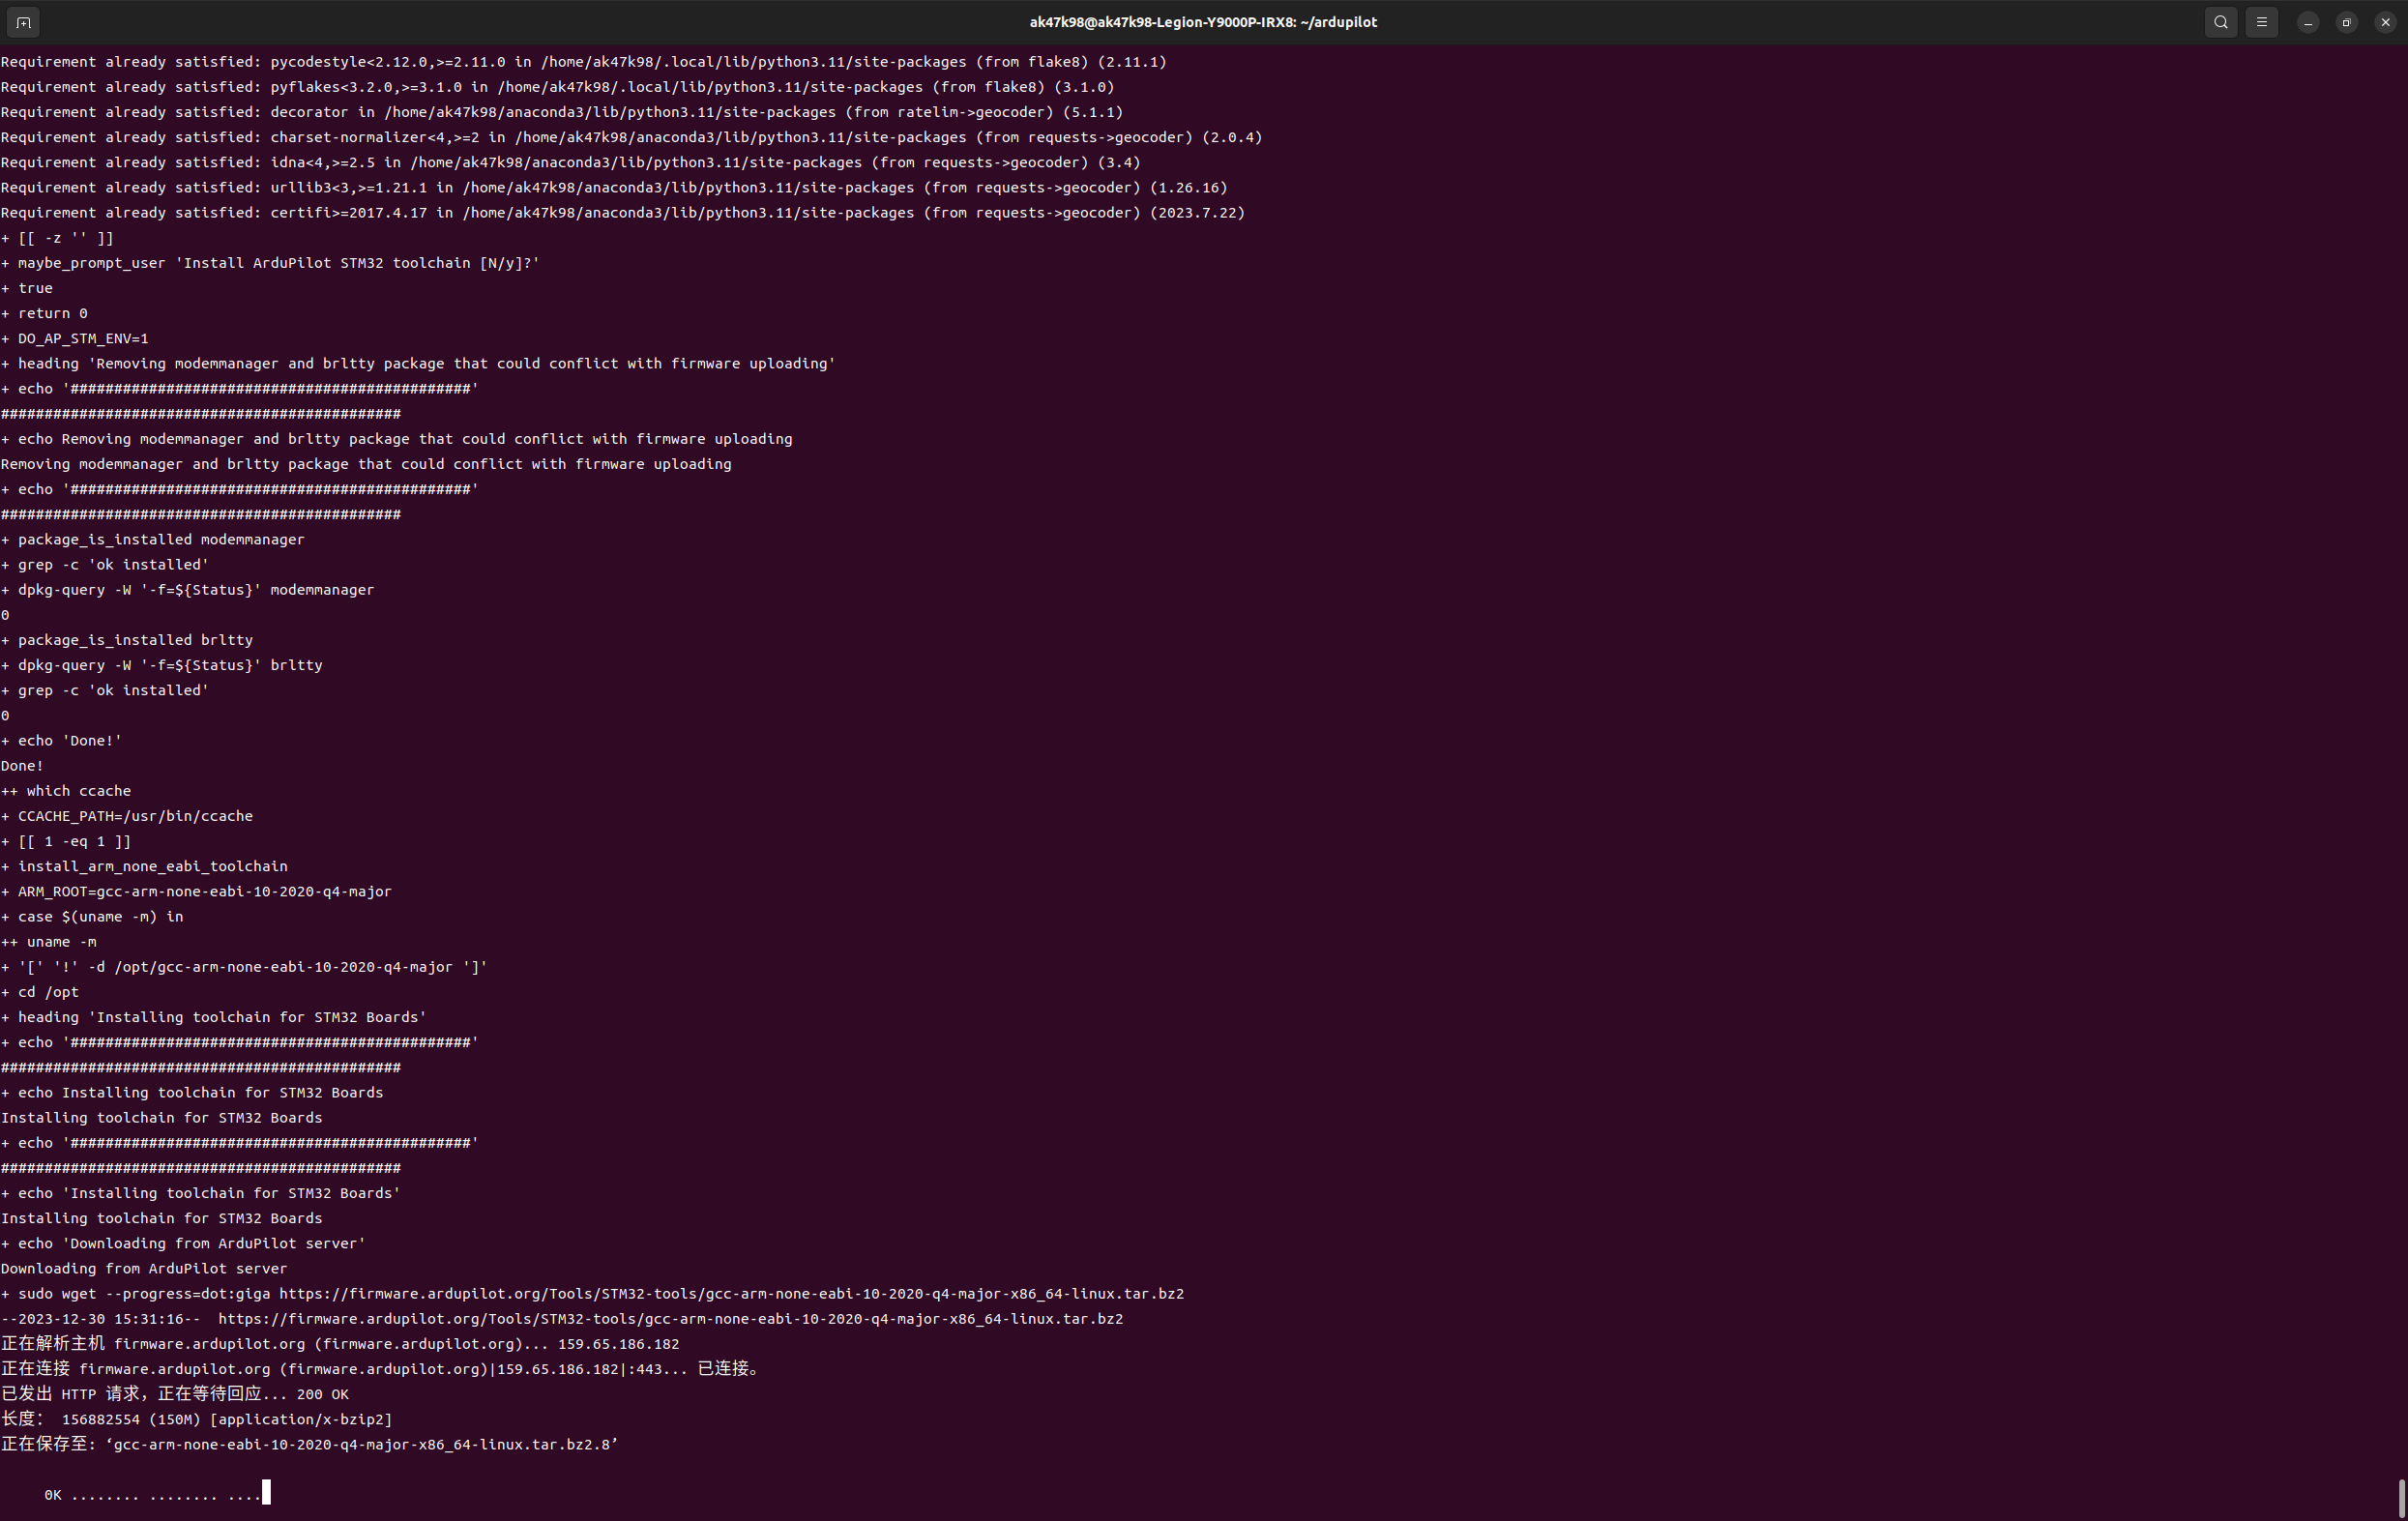 ak47k98@ak47k98-Legion-Y9000P-IRX8: ~/ardupilot
Requirement already satisfied: pycodestyle<2.12.0,>=2.11.0 in /home/ak47k98/.local/lib/python3.11/site-packages (from flake8) (2.11.1)
Requirement already satisfied: pyflakes<3.2.0,>=3.1.0 in /home/ak47k98/.local/lib/python3.11/site-packages (from flake8) (3.1.0)
Requirement already satisfied: decorator in /home/ak47k98/anaconda3/lib/python3.11/site-packages (from ratelim->geocoder) (5.1.1)
Requirement already satisfied: charset-normalizer<4,>=2 in /home/ak47k98/anaconda3/lib/python3.11/site-packages (from requests->geocoder) (2.0.4)
Requirement already satisfied: idna<4,>=2.5 in /home/ak47k98/anaconda3/lib/python3.11/site-packages (from requests->geocoder) (3.4)
Requirement already satisfied: urllib3<3,>=1.21.1 in /home/ak47k98/anaconda3/lib/python3.11/site-packages (from requests->geocoder) (1.26.16)
Requirement already satisfied: certifi>=2017.4.17 in /home/ak47k98/anaconda3/lib/python3.11/site-packages (from requests->geocoder) (2023.7.22)
+ [[ -z '' ]]
+ maybe_prompt_user 'Install ArduPilot STM32 toolchain [N/y]?'
+ true
+ return 0
+ DO_AP_STM_ENV=1
+ heading 'Removing modemmanager and brltty package that could conflict with firmware uploading'
+ echo '##############################################'
##############################################
+ echo Removing modemmanager and brltty package that could conflict with firmware uploading
Removing modemmanager and brltty package that could conflict with firmware uploading
+ echo '##############################################'
##############################################
+ package_is_installed modemmanager
+ grep -c 'ok installed'
+ dpkg-query -W '-f=${Status}' modemmanager
0
+ package_is_installed brltty
+ dpkg-query -W '-f=${Status}' brltty
+ grep -c 'ok installed'
0
+ echo 'Done!'
Done!
++ which ccache
+ CCACHE_PATH=/usr/bin/ccache
+ [[ 1 -eq 1 ]]
+ install_arm_none_eabi_toolchain
+ ARM_ROOT=gcc-arm-none-eabi-10-2020-q4-major
+ case $(uname -m) in
++ uname -m
+ '[' '!' -d /opt/gcc-arm-none-eabi-10-2020-q4-major ']'
+ cd /opt
+ heading 'Installing toolchain for STM32 Boards'
+ echo '##############################################'
##############################################
+ echo Installing toolchain for STM32 Boards
Installing toolchain for STM32 Boards
+ echo '##############################################'
##############################################
+ echo 'Installing toolchain for STM32 Boards'
Installing toolchain for STM32 Boards
+ echo 'Downloading from ArduPilot server'
Downloading from ArduPilot server
+ sudo wget --progress=dot:giga https://firmware.ardupilot.org/Tools/STM32-tools/gcc-arm-none-eabi-10-2020-q4-major-x86_64-linux.tar.bz2
--2023-12-30 15:31:16--  https://firmware.ardupilot.org/Tools/STM32-tools/gcc-arm-none-eabi-10-2020-q4-major-x86_64-linux.tar.bz2
正在解析主机 firmware.ardupilot.org (firmware.ardupilot.org)... 159.65.186.182
正在连接 firmware.ardupilot.org (firmware.ardupilot.org)|159.65.186.182|:443... 已连接。
已发出 HTTP 请求，正在等待回应... 200 OK
长度： 156882554 (150M) [application/x-bzip2]
正在保存至: ‘gcc-arm-none-eabi-10-2020-q4-major-x86_64-linux.tar.bz2.8’
0K ........ ........ ....